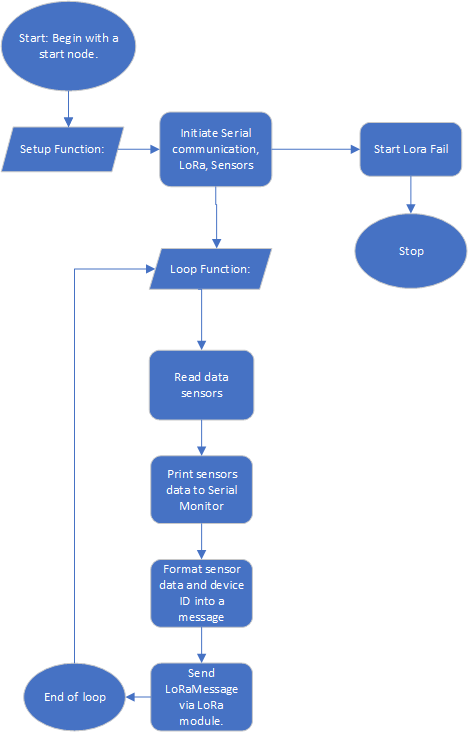 Start: Begin with a
start node.
Setup Function:
Initiate Serial
communication,
LoRa, Sensors
Start Lora Fail
Stop
Loop Function:
Read data
sensors
Print sensors
data to Serial
Monitor
Format sensor
data and device
ID into a
message
Send
LoRaMessage
via LoRa
module.
End of loop